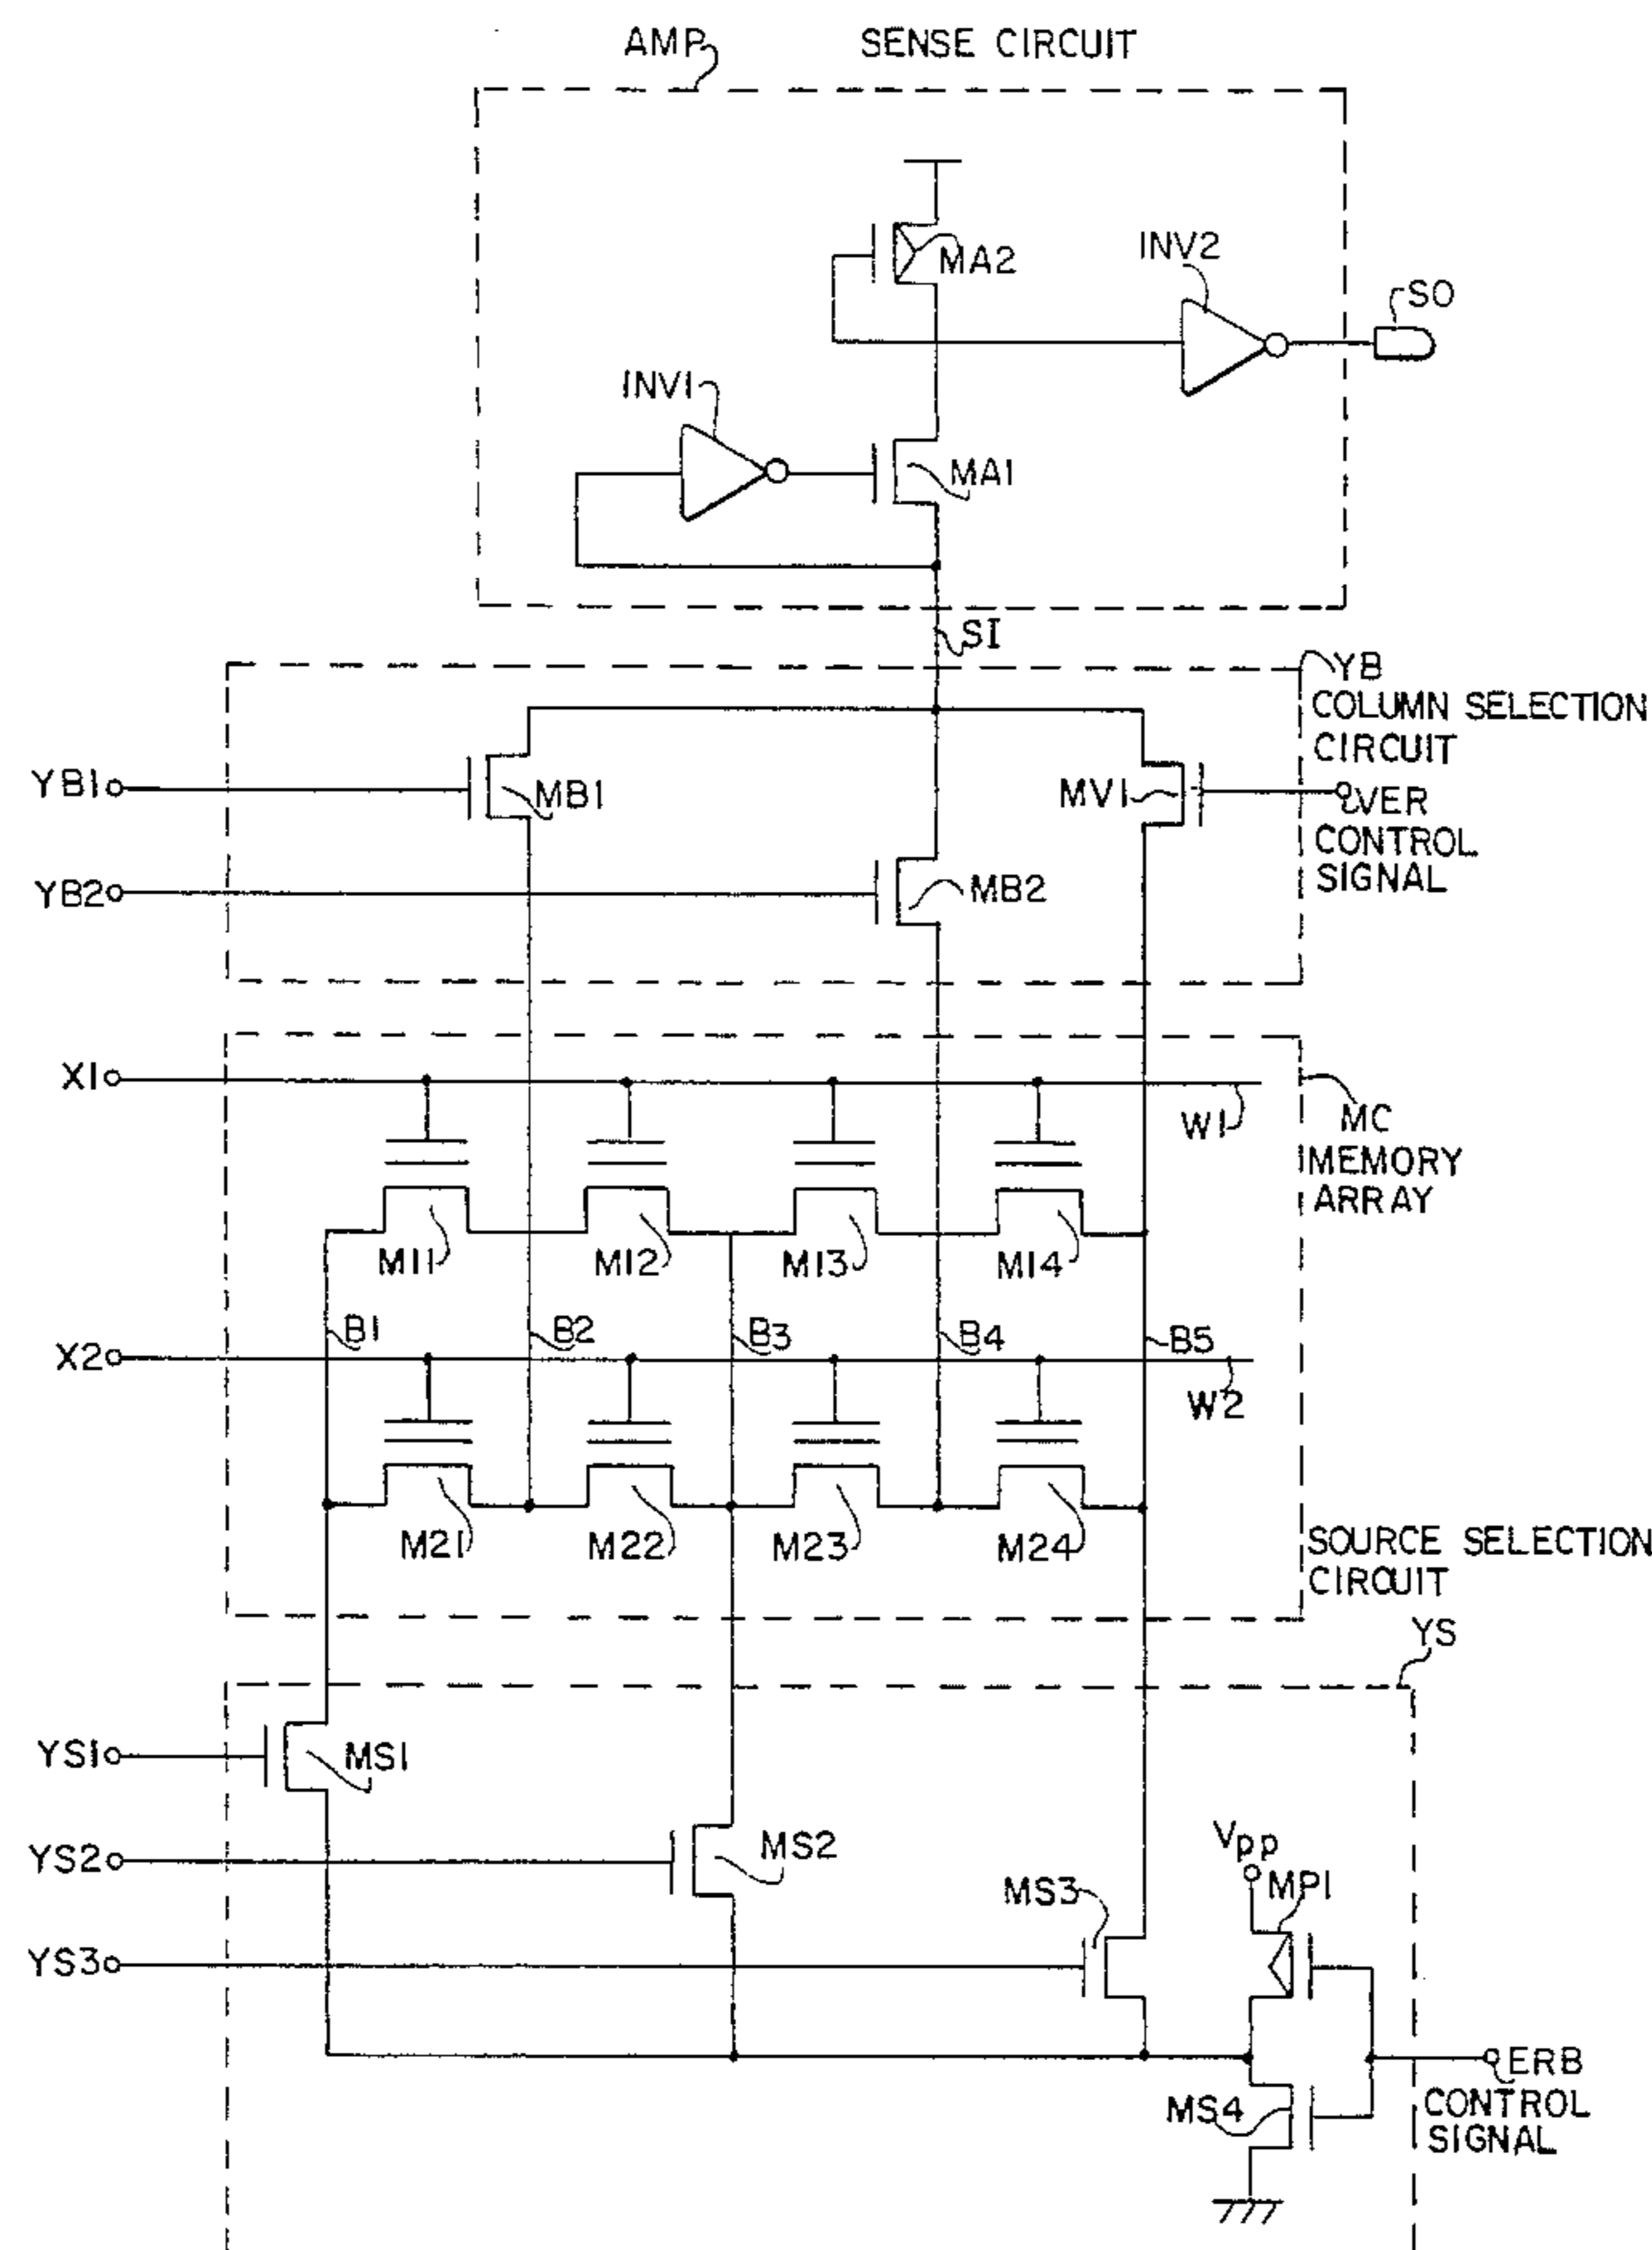 AMP SENSE CIRCUIT
MA2
INV2
SO
INV1
MA1
SI
YB
COLUMN SELECTION
CIRCUIT
YB1
MB1
MV1
VER
CONTROL
SIGNAL
YB2
MB2
X1
W1
MC
MEMORY
ARRAY
M11 M12 M13 M14
B1 B2 B3 B4 B5
X2
W2
M21 M22 M23 M24
SOURCE SELECTION
CIRCUIT
YS
YS1
MS1
Vpp
YS2
MS2
MS3
MP1
YS3
ERB
CONTROL
SIGNAL
MS4